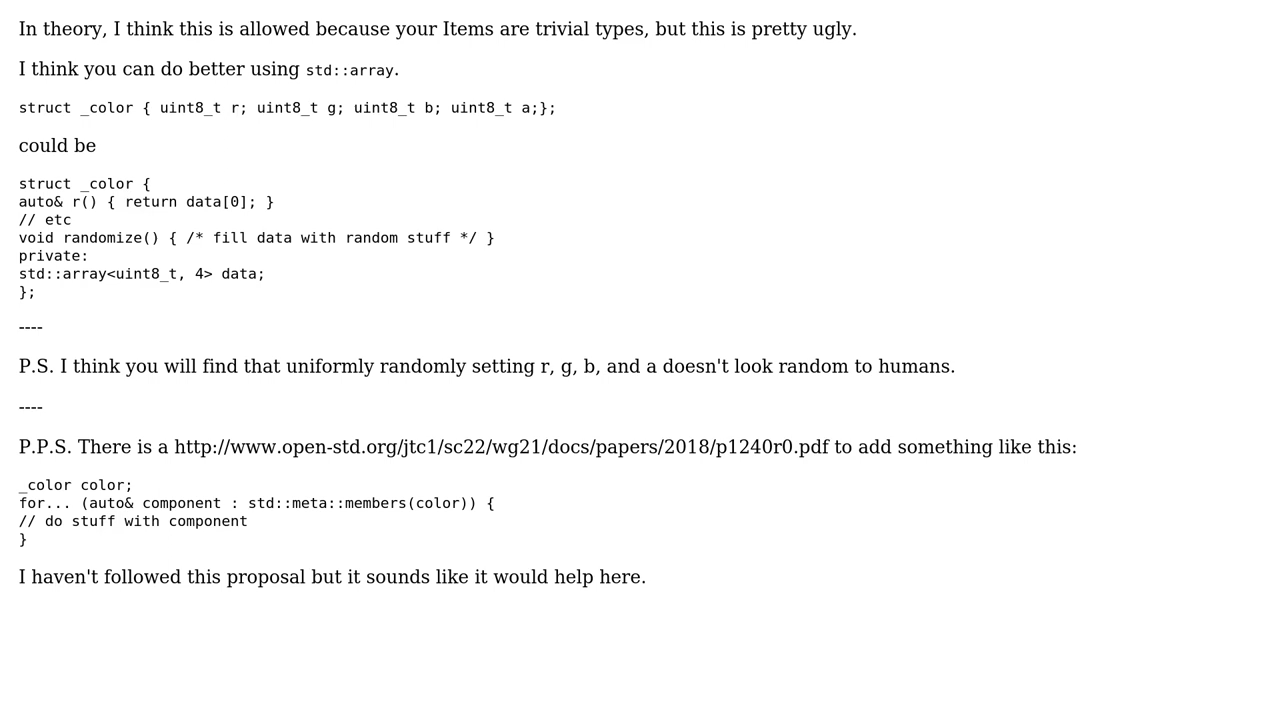 In theory, I think this is allowed because your Items are trivial types, but this is pretty ugly.
I think you can do better using std::array.
struct _color { uint8_t r; uint8_t g; uint8_t b; uint8_t a;};
could be
struct _color {
auto& r() { return data[0]; }
// etc
void randomize() { /* fill data with random stuff */ }
private:
std::array<uint8_t, 4> data;
};
----
P.S. I think you will find that uniformly randomly setting r, g, b, and a doesn't look random to humans.
----
P.P.S. There is a http://www.open-std.org/jtc1/sc22/wg21/docs/papers/2018/p1240r0.pdf to add something like this:
_color color;
for... (auto& component : std::meta::members(color)) {
// do stuff with component
}
I haven't followed this proposal but it sounds like it would help here.